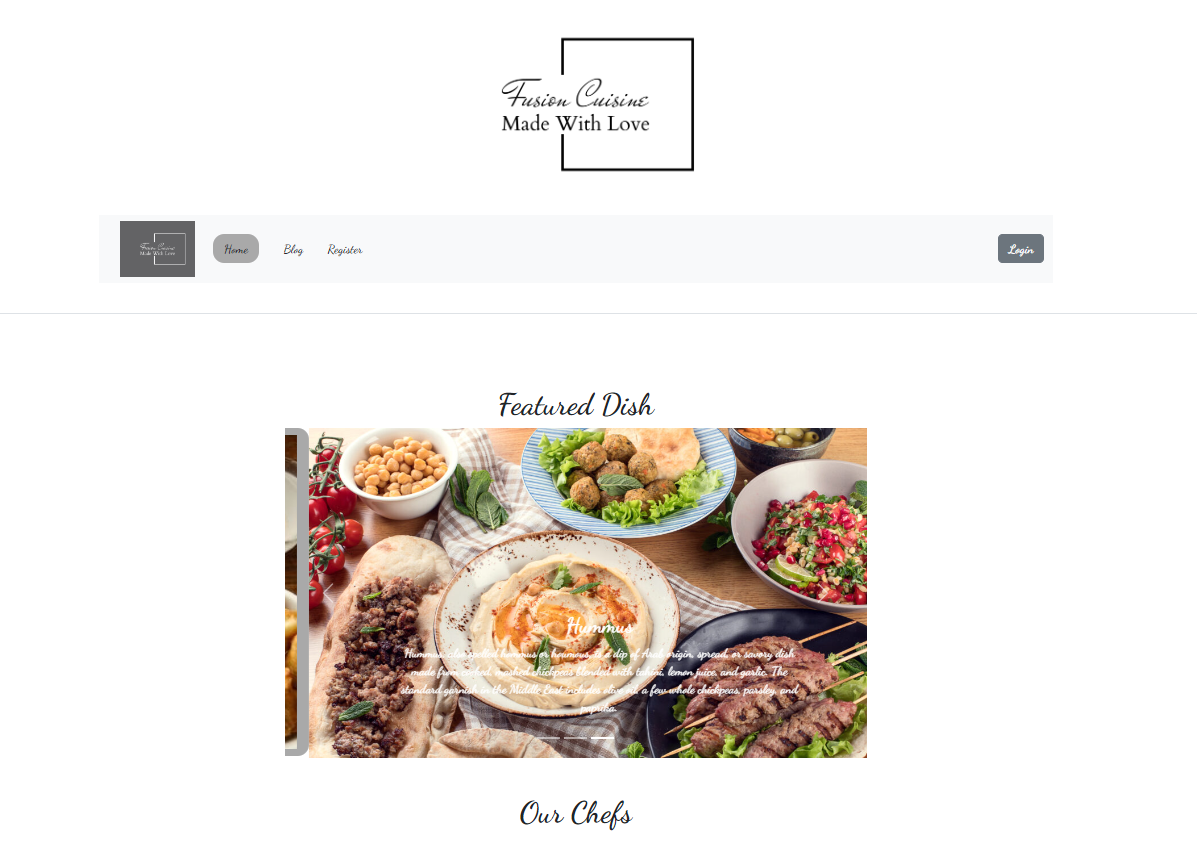 Fusion Cuisine
Made With Love
Fusion Cuisine
Made With Love
Home
Blog
Register
Login
Featured Dish
Hummus
Hummus, also spelled hummus or houmous, is a dip of Arab origin, spread, or savory dish
made from cooked, mashed chickpeas blended with tahini, lemon juice, and garlic. The
standard garnish in the Middle East includes olive oil, a few whole chickpeas, parsley, and
paprika.
Our Chefs